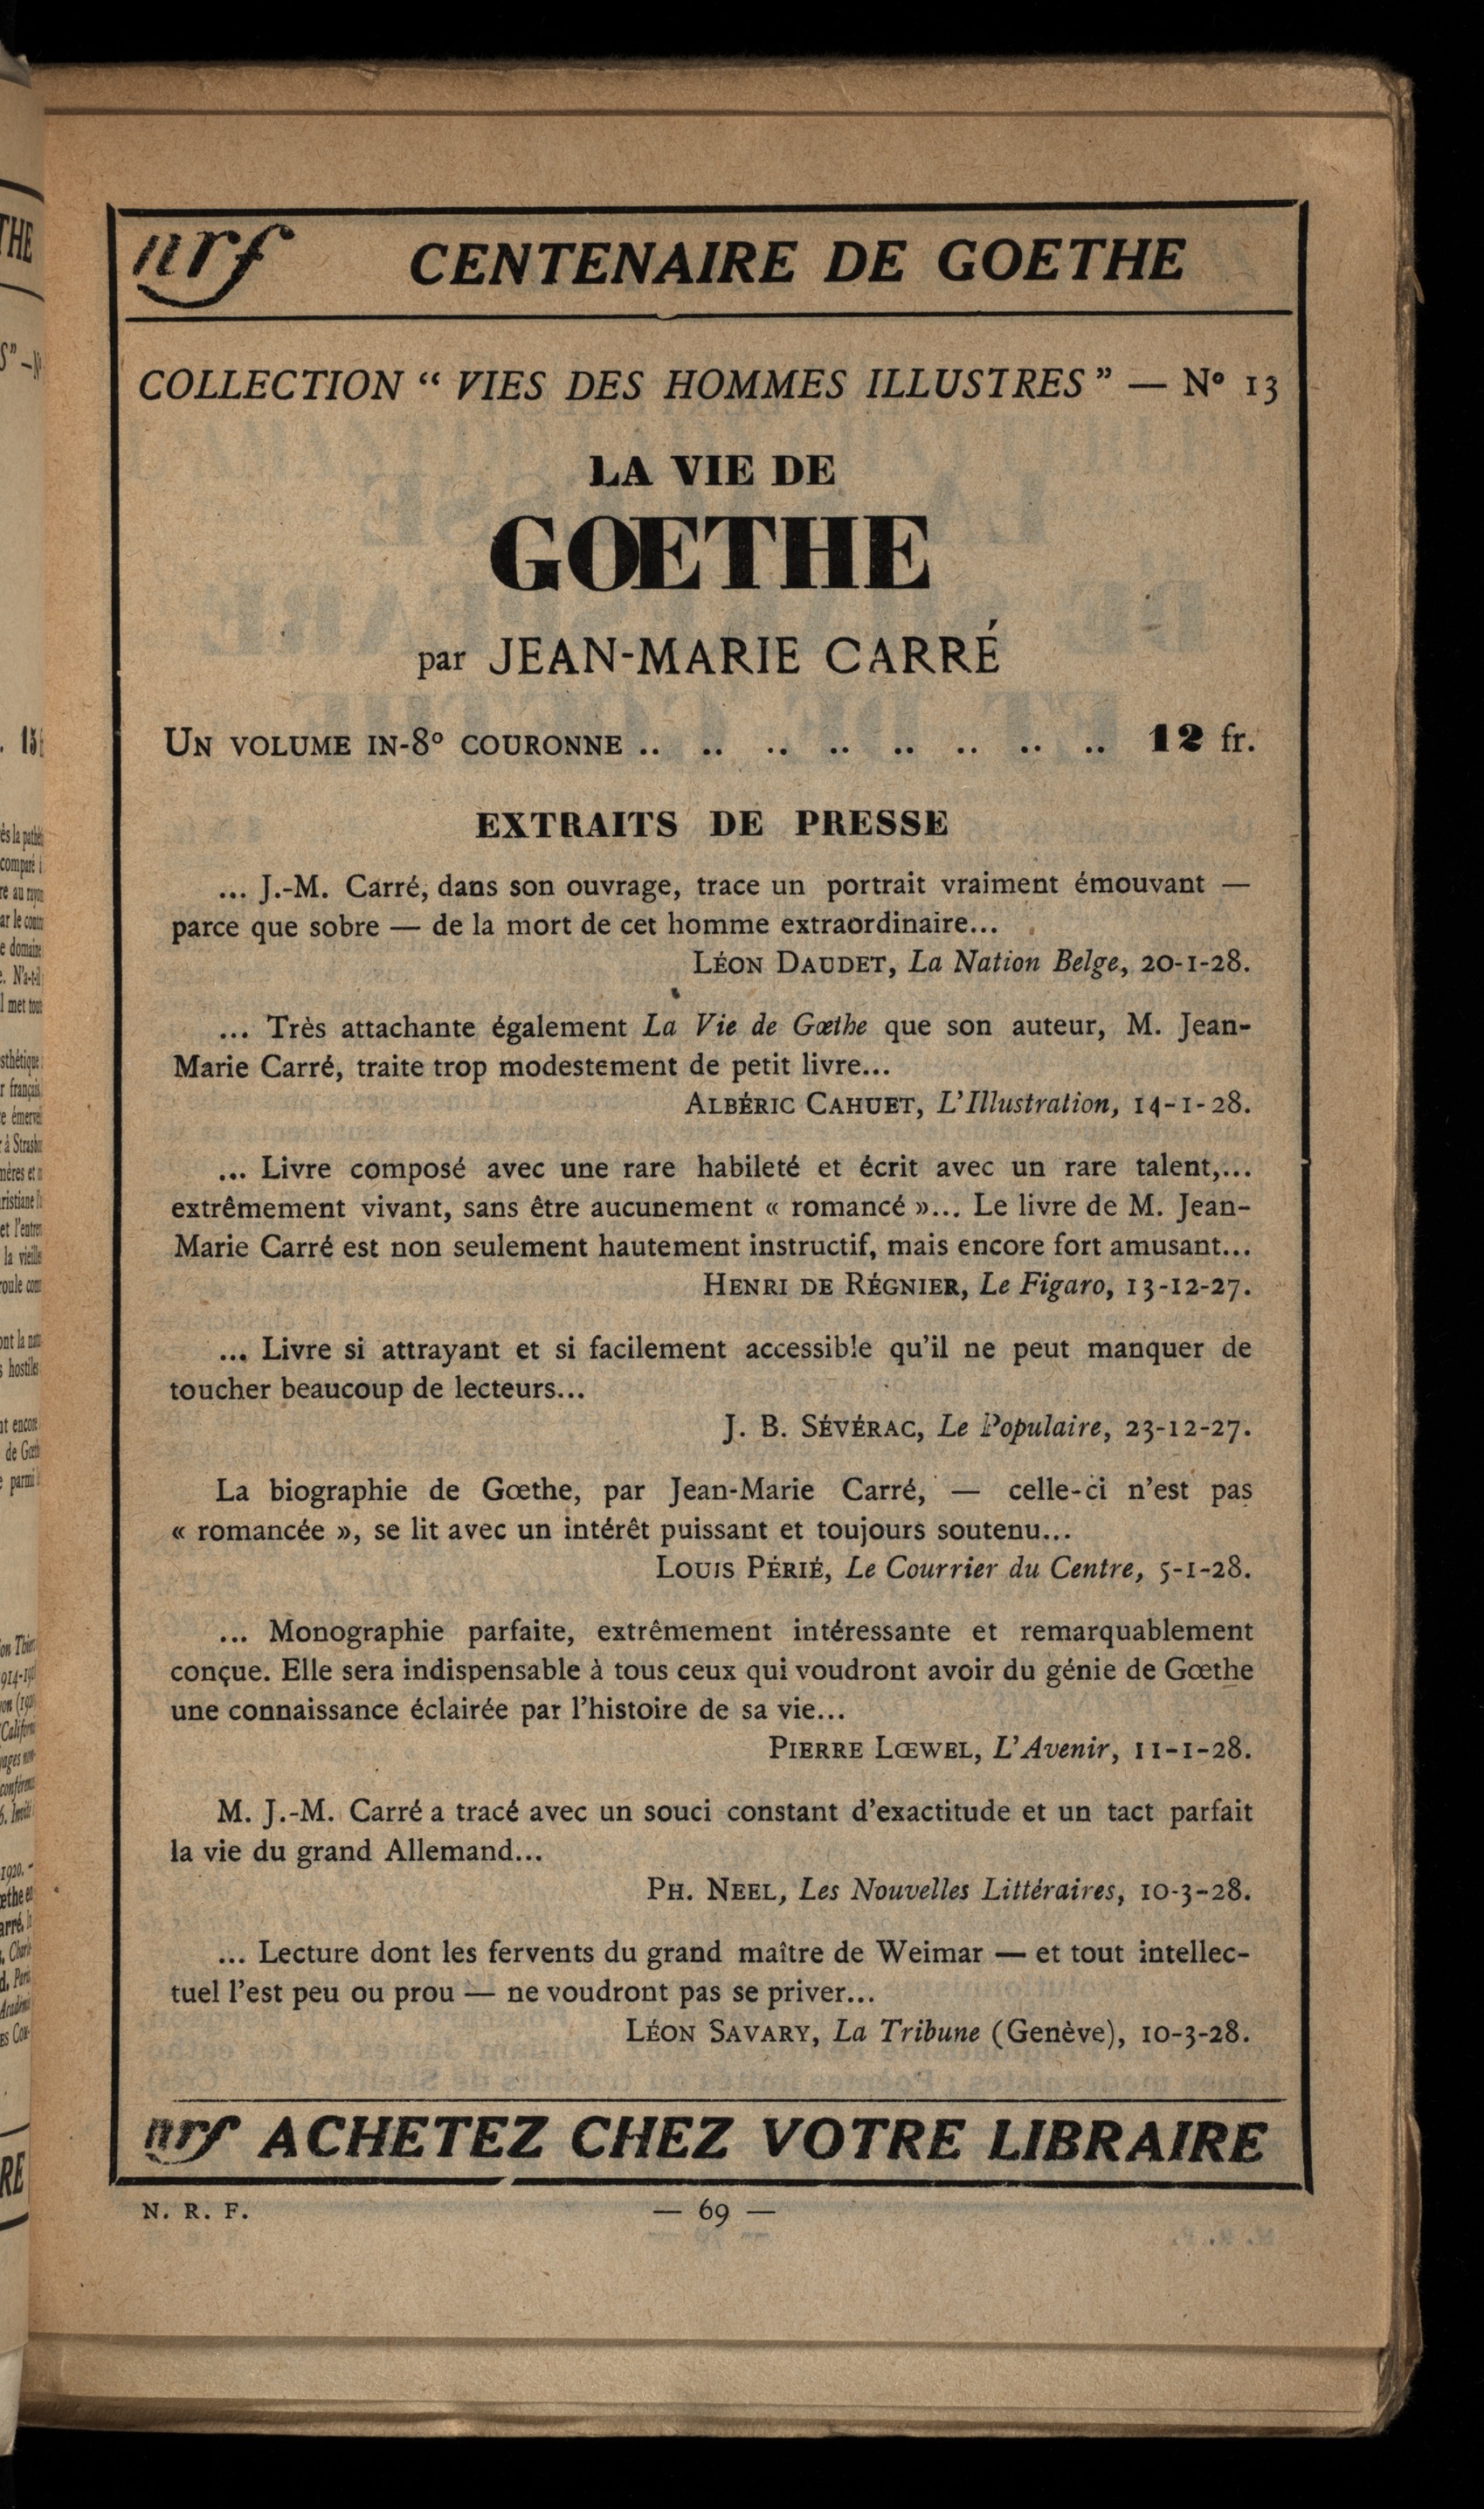 nrf CENTENAIRE DE GOETHE
COLLECTION “ VIES DES HOMMES ILLUSTRES ” — Nº 13
LA VIE DE
GŒTHE
par JEAN-MARIE CARRÉ
UN VOLUME IN-8º COURONNE .. .. .. .. .. .. .. .. 12 fr.
EXTRAITS DE PRESSE
... J.-M. Carré, dans son ouvrage, trace un portrait vraiment émouvant —
parce que sobre — de la mort de cet homme extraordinaire...
LÉON DAUDET, La Nation Belge, 20-1-28.
... Très attachante également La Vie de Gœthe que son auteur, M. Jean-
Marie Carré, traite trop modestement de petit livre...
ALBÉRIC CAHUET, L'Illustration, 14-1-28.
... Livre composé avec une rare habileté et écrit avec un rare talent,...
extrêmement vivant, sans être aucunement « romancé »... Le livre de M. Jean-
Marie Carré est non seulement hautement instructif, mais encore fort amusant...
HENRI DE RÉGNIER, Le Figaro, 13-12-27.
... Livre si attrayant et si facilement accessible qu'il ne peut manquer de
toucher beaucoup de lecteurs...
J. B. SÉVÉRAC, Le Populaire, 23-12-27.
La biographie de Gœthe, par Jean-Marie Carré, — celle-ci n'est pas
« romancée », se lit avec un intérêt puissant et toujours soutenu...
LOUIS PÉRIÉ, Le Courrier du Centre, 5-1-28.
... Monographie parfaite, extrêmement intéressante et remarquablement
conçue. Elle sera indispensable à tous ceux qui voudront avoir du génie de Gœthe
une connaissance éclairée par l'histoire de sa vie...
PIERRE LŒWEL, L'Avenir, 11-1-28.
M. J.-M. Carré a tracé avec un souci constant d'exactitude et un tact parfait
la vie du grand Allemand...
PH. NEEL, Les Nouvelles Littéraires, 10-3-28.
... Lecture dont les fervents du grand maître de Weimar — et tout intellec-
tuel l'est peu ou prou — ne voudront pas se priver...
LÉON SAVARY, La Tribune (Genève), 10-3-28.
nrf ACHETEZ CHEZ VOTRE LIBRAIRE
N. R. F. — 69 —